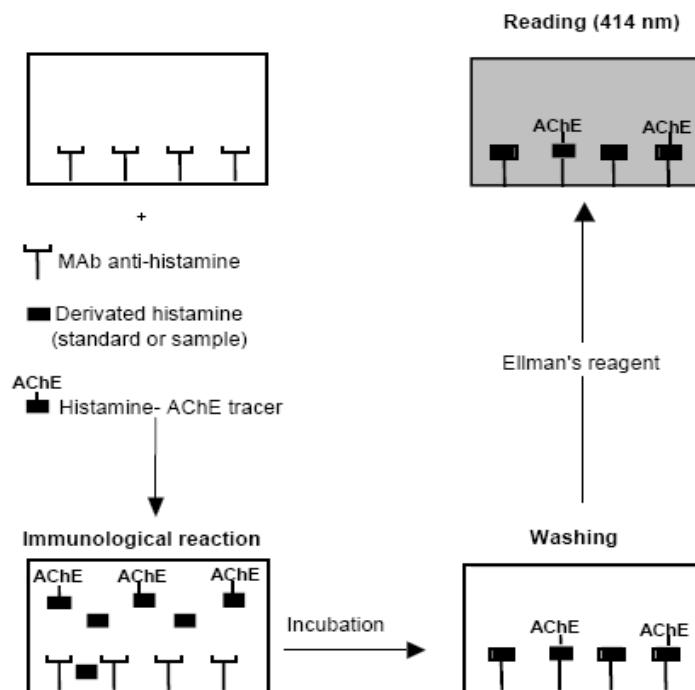 Reading (414 nm)
AChE AChE
+
MAb anti-histamine
Derivated histamine
(standard or sample)
AChE
Histamine- AChE tracer
Ellman's reagent
Immunological reaction
AChE AChE AChE
Incubation
Washing
AChE AChE